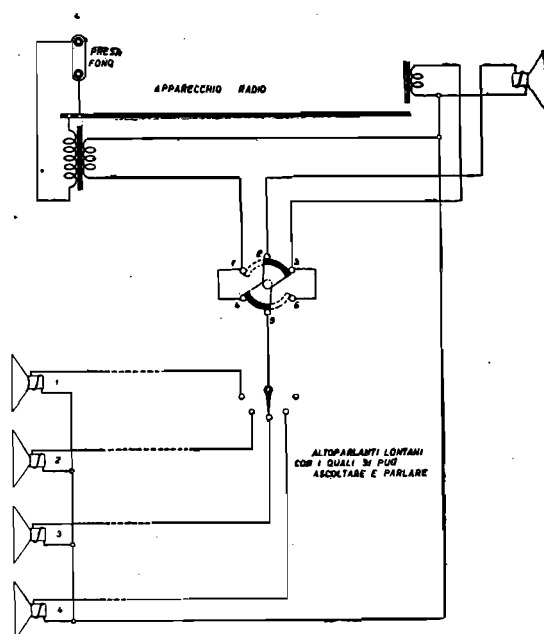 PRESA
FONO
APPARECCHIO RADIO
1
2
3
4
5
6
1
2
3
4
ALTOPARLANTI LONTANI
CON I QUALI SI PUÒ
ASCOLTARE E PARLARE